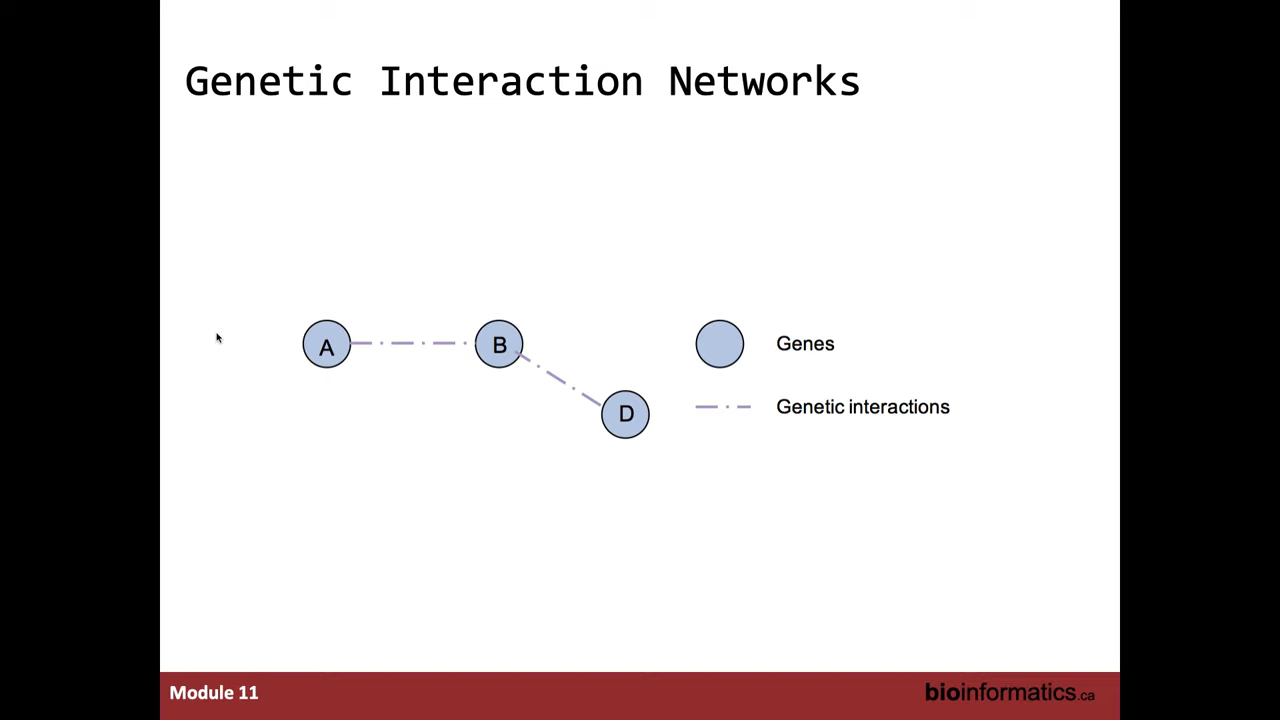 Genetic Interaction Networks
A
B
Genes
D
Genetic interactions
Module 11
bioinformatics.ca